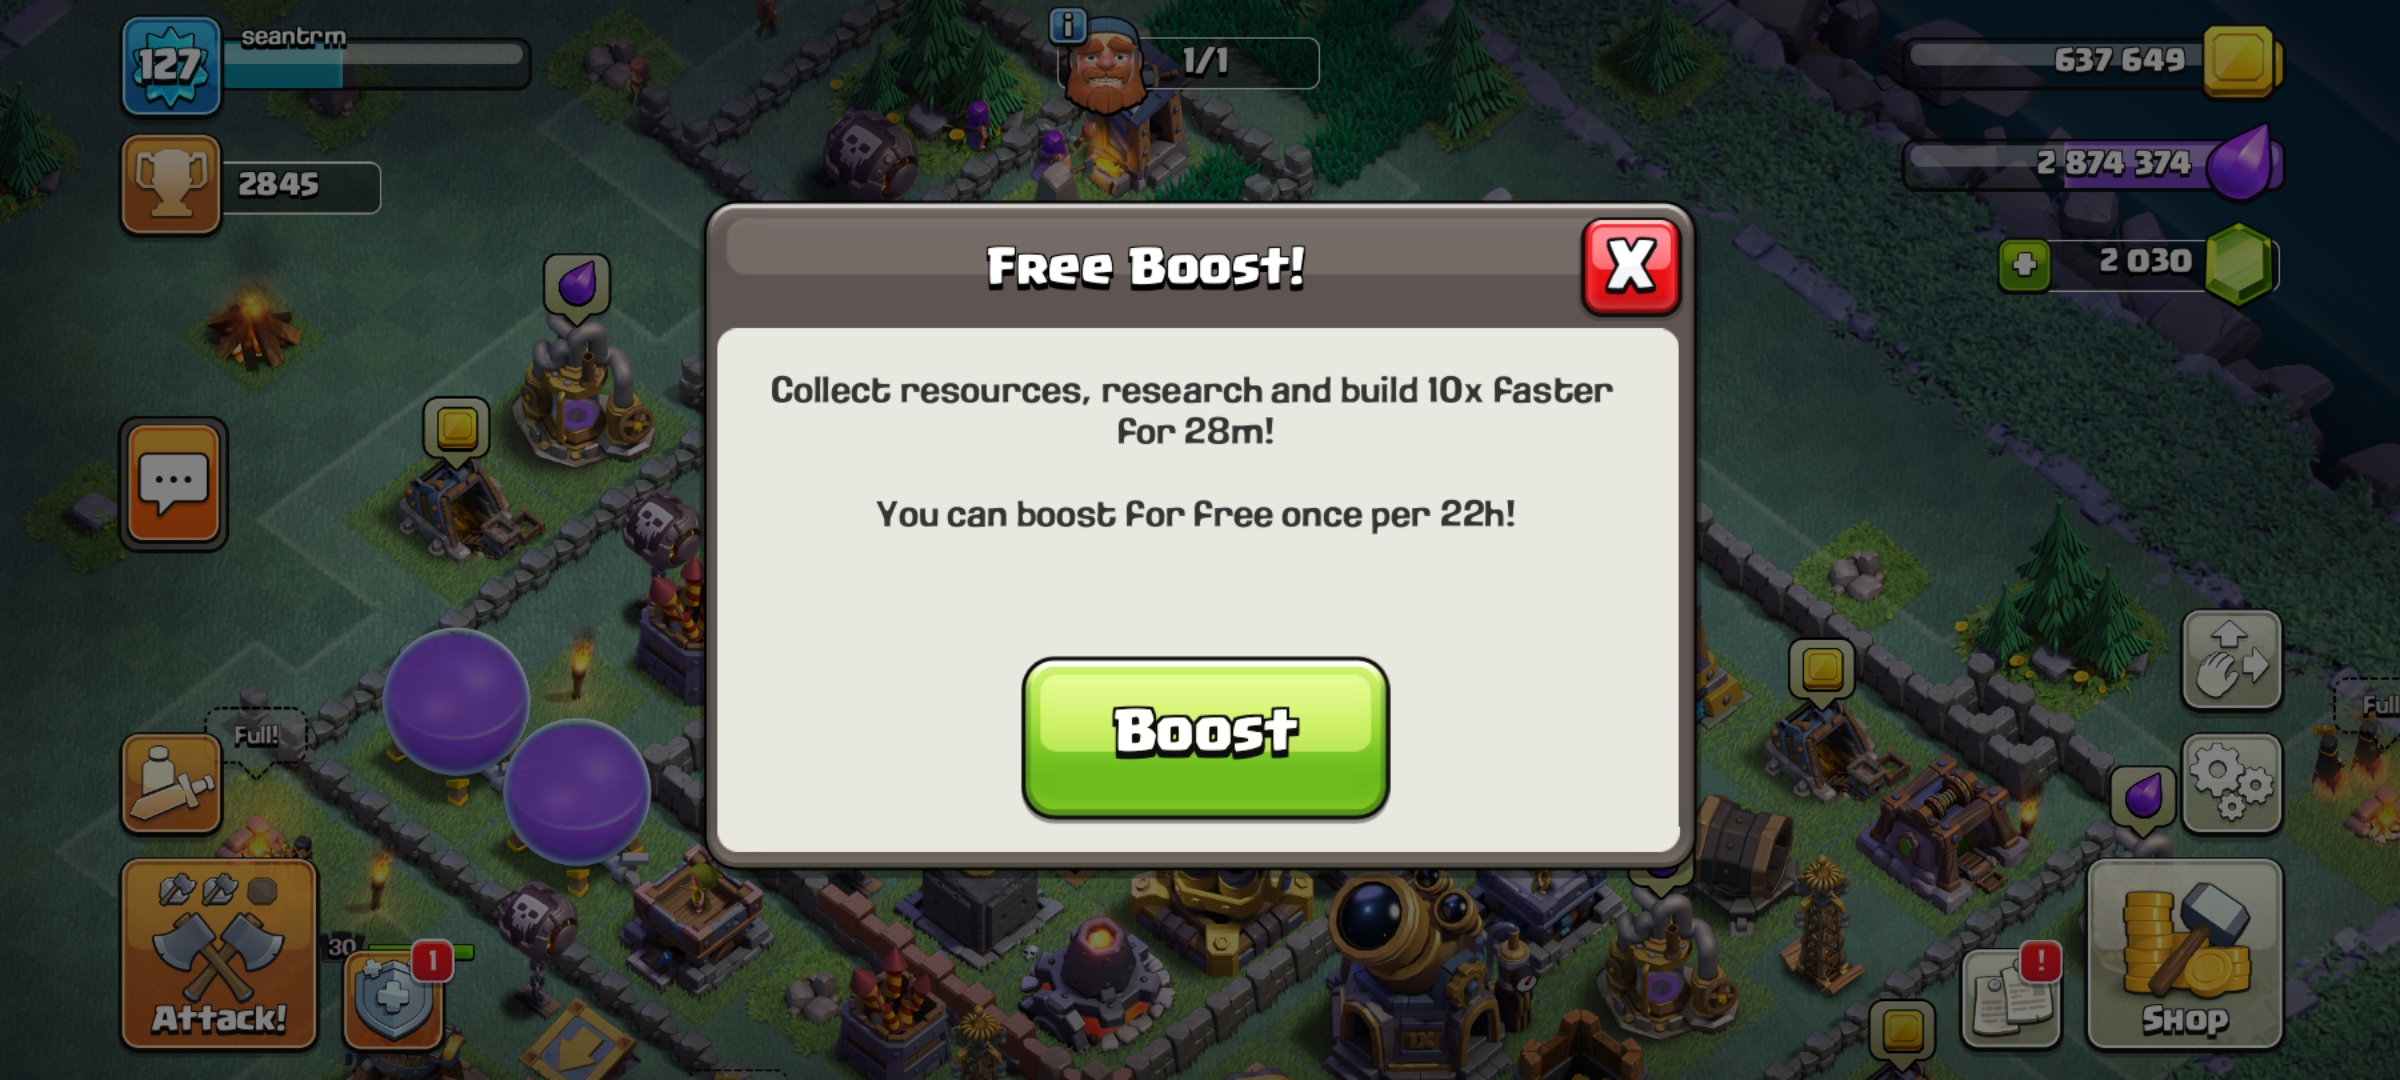 127
seantrm
1/1
637 649
2845
2 874 374
2 030
Free Boost!
X
Collect resources, research and build 10x faster
for 28m!
You can boost for free once per 22h!
Boost
Full!
Full
30
1
Attack!
!
Shop